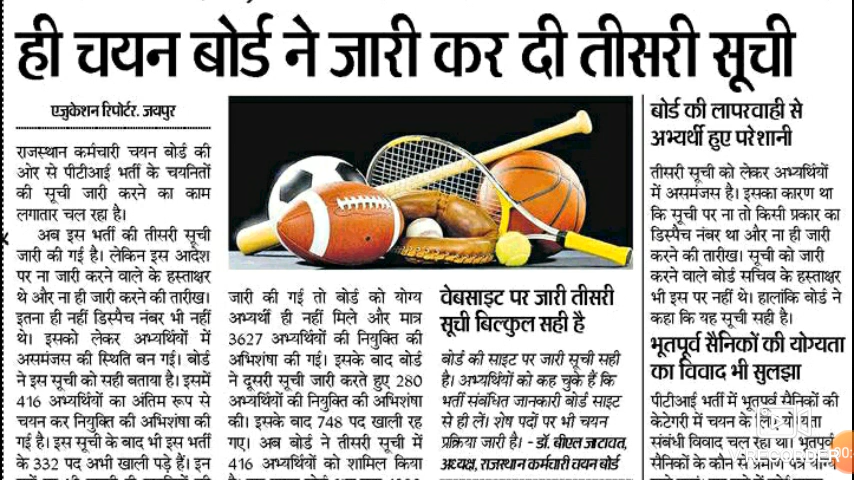 ही चयन बोर्ड ने जारी कर दी तीसरी सूची
एजुकेशन रिपोर्टर. जयपुर
राजस्थान कर्मचारी चयन बोर्ड की
ओर से पीटीआई भर्ती के चयनितों
की सूची जारी करने का काम
लगातार चल रहा है।
अब इस भर्ती की तीसरी सूची
जारी की गई है। लेकिन इस आदेश
पर ना जारी करने वाले के हस्ताक्षर
थे और ना ही जारी करने की तारीख।
इतना ही नहीं डिस्पैच नंबर भी नहीं
थे। इसको लेकर अभ्यर्थियों में
असमंजस की स्थिति बन गई। बोर्ड
ने इस सूची को सही बताया है। इसमें
416 अभ्यर्थियों का अंतिम रूप से
चयन कर नियुक्ति की अभिशंषा की
गई है। इस सूची के बाद भी इस भर्ती
के 332 पद अभी खाली पड़े हैं। इन
जारी की गई तो बोर्ड को योग्य
अभ्यर्थी ही नहीं मिले और मात्र
3627 अभ्यर्थियों की नियुक्ति की
अभिशंषा की गई। इसके बाद बोर्ड
ने दूसरी सूची जारी करते हुए 280
अभ्यर्थियों की नियुक्ति की अभिशंषा
की। इसके बाद 748 पद खाली रह
गए। अब बोर्ड ने तीसरी सूची में
416 अभ्यर्थियों को शामिल किया
वेबसाइट पर जारी तीसरी
सूची बिल्कुल सही है
बोर्ड की साइट पर जारी सूची सही
है। अभ्यर्थियों को कह चुके हैं कि
भर्ती संबंधित जानकारी बोर्ड साइट
से ही लें। शेष पदों पर भी चयन
प्रक्रिया जारी है। - डॉ. बीएल जाटावत,
अध्यक्ष, राजस्थान कर्मचारी चयन बोर्ड
बोर्ड की लापरवाही से
अभ्यर्थी हुए परेशानी
तीसरी सूची को लेकर अभ्यर्थियों
में असमंजस है। इसका कारण था
कि सूची पर ना तो किसी प्रकार का
डिस्पैच नंबर था और ना ही जारी
करने की तारीख। सूची को जारी
करने वाले बोर्ड सचिव के हस्ताक्षर
भी इस पर नहीं थे। हालांकि बोर्ड ने
कहा कि यह सूची सही है।
भूतपूर्व सैनिकों की योग्यता
का विवाद भी सुलझा
पीटीआई भर्ती में भूतपूर्व सैनिकों की
केटेगरी में चयन के
संबंधी विवाद चल रहा था। भूतपूर्व
सैनिकों के कौन से प्रमाण पत्र योग्य